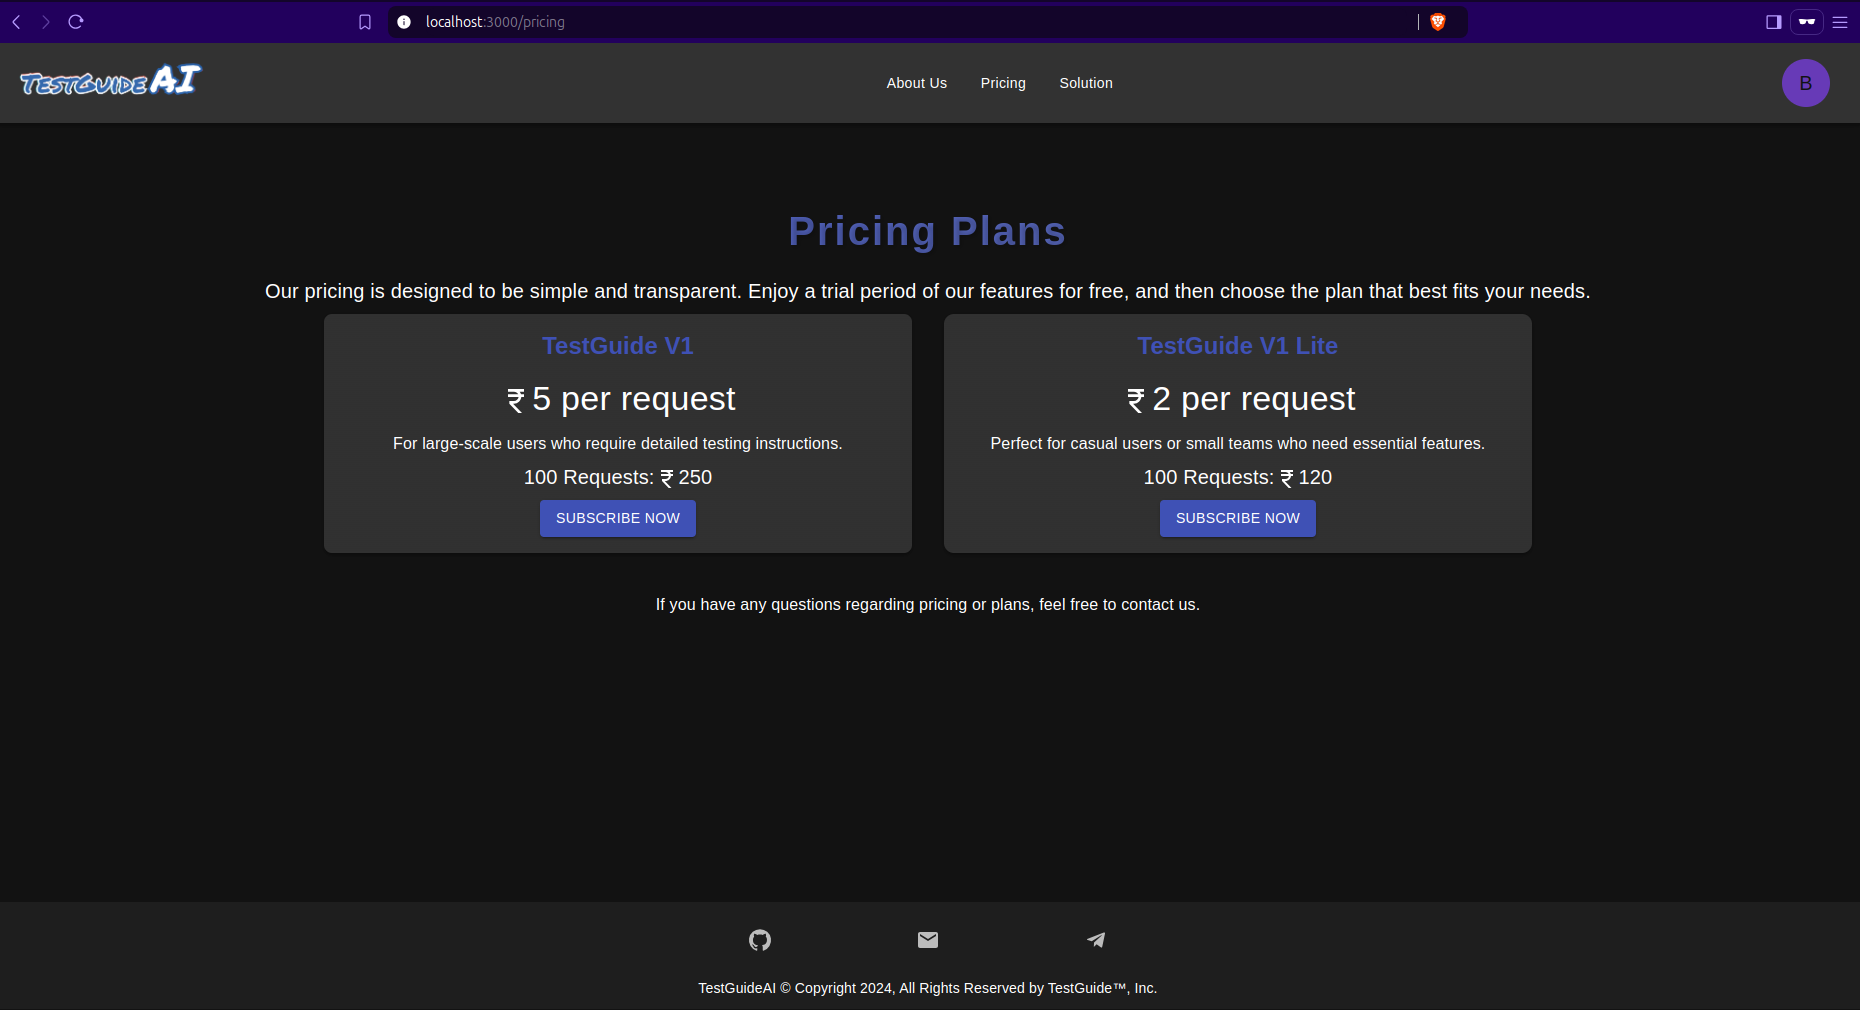 localhost:3000/pricing
TESTGUIDE AI
About Us Pricing Solution
B
Pricing Plans
Our pricing is designed to be simple and transparent. Enjoy a trial period of our features for free, and then choose the plan that best fits your needs.
TestGuide V1
₹ 5 per request
For large-scale users who require detailed testing instructions.
100 Requests: ₹ 250
SUBSCRIBE NOW
TestGuide V1 Lite
₹ 2 per request
Perfect for casual users or small teams who need essential features.
100 Requests: ₹ 120
SUBSCRIBE NOW
If you have any questions regarding pricing or plans, feel free to contact us.
TestGuideAI © Copyright 2024, All Rights Reserved by TestGuide™, Inc.